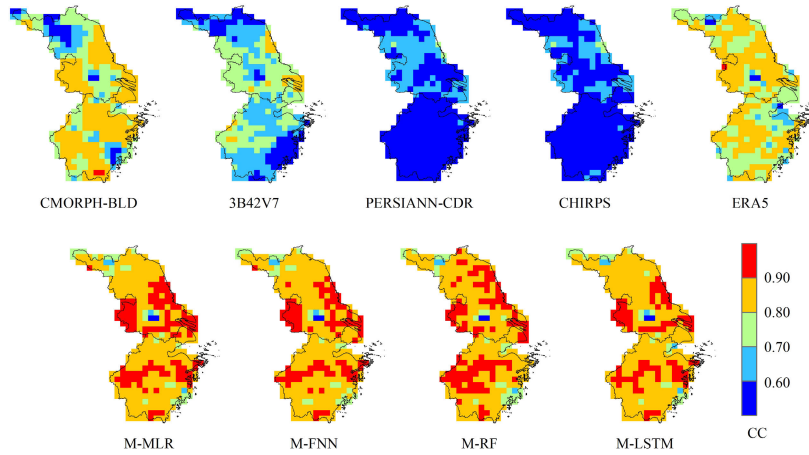 CMORPH-BLD
3B42V7
PERSIANN-CDR
CHIRPS
ERA5
0.90
0.80
0.70
0.60
CC
M-MLR
M-FNN
M-RF
M-LSTM